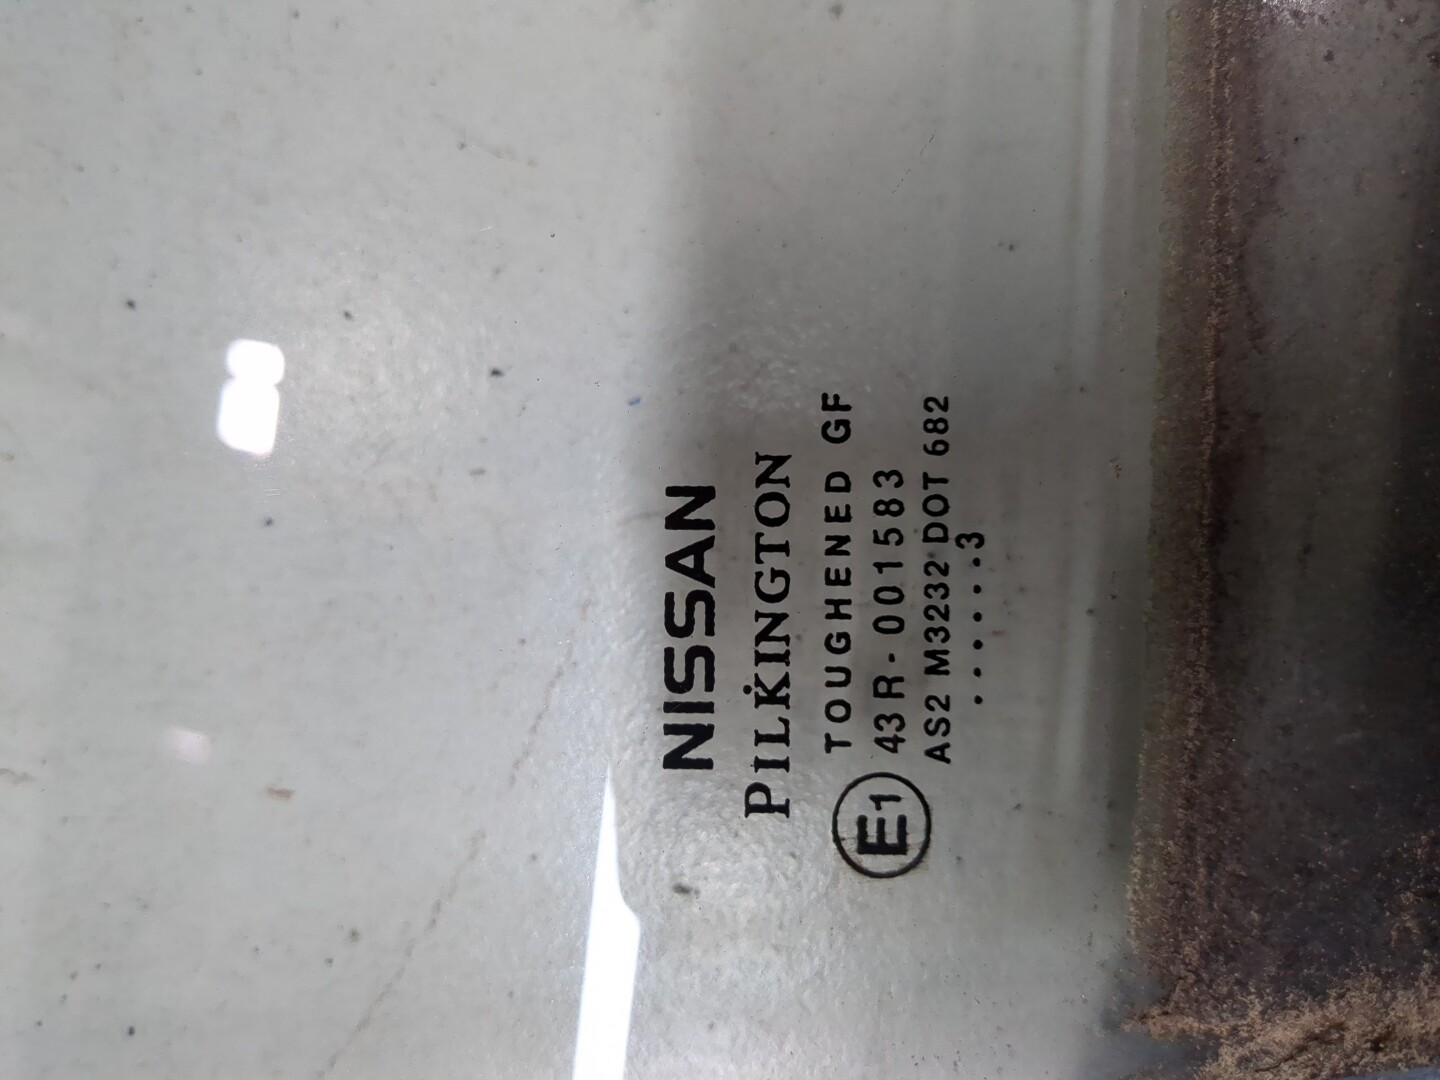 NISSAN
PILKINGTON
TOUGHENED GF
E1 43R-001583
AS2 M3232 DOT 682
......3